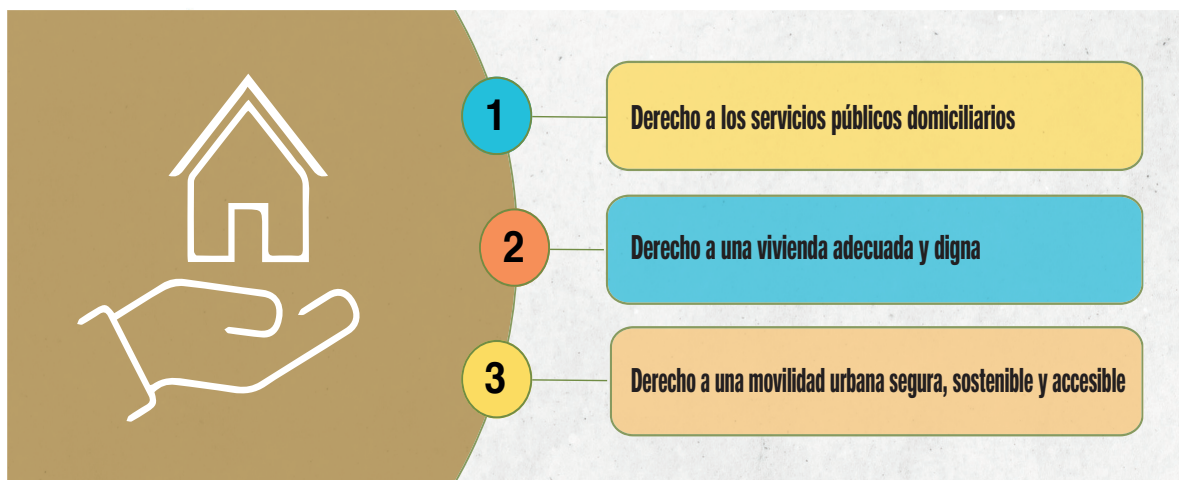 1
Derecho a los servicios públicos domiciliarios
2
Derecho a una vivienda adecuada y digna
3
Derecho a una movilidad urbana segura, sostenible y accesible